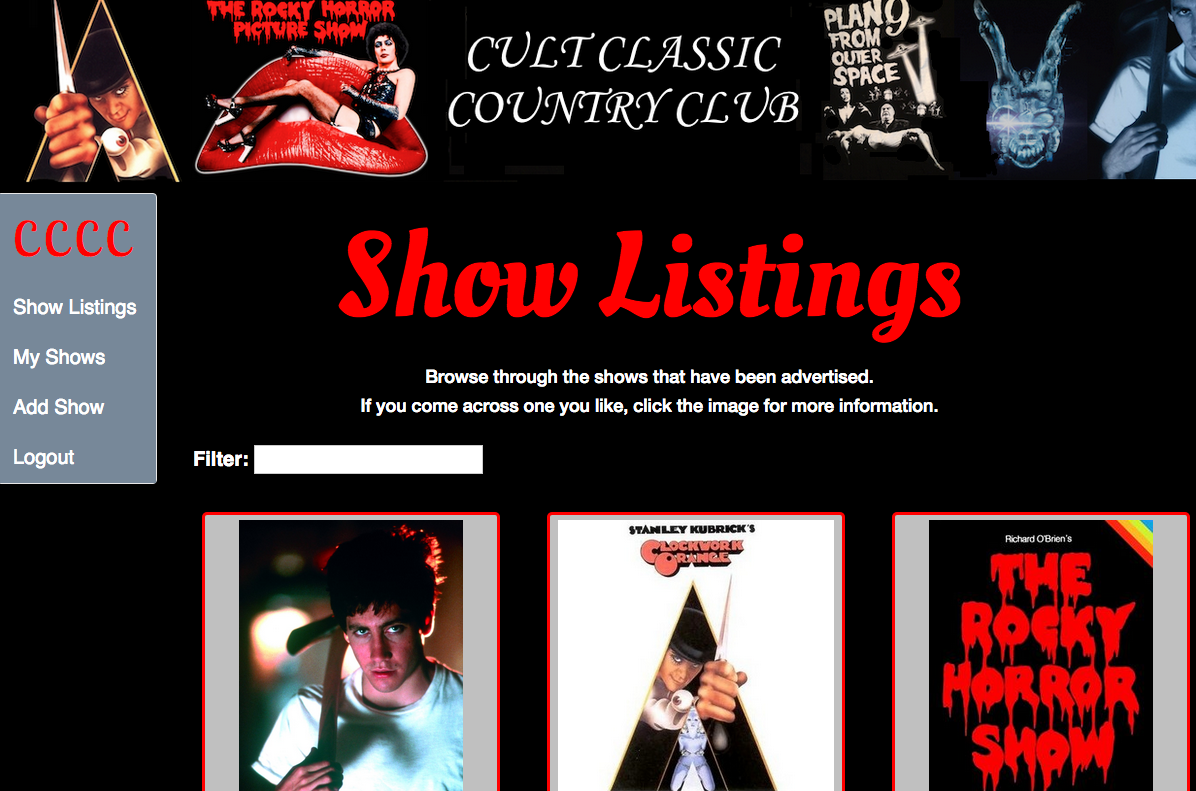 THE ROCKY HORROR
PICTURE SHOW
CULT CLASSIC
COUNTRY CLUB
PLAN 9
FROM
OUTER
SPACE
CCCC
Show Listings
My Shows
Add Show
Logout
Show Listings
Browse through the shows that have been advertised.
If you come across one you like, click the image for more information.
Filter:
STANLEY KUBRICK'S
CLOCKWORK
ORANGE
Richard O'Brien's
THE
ROCKY
HORROR
SHOW